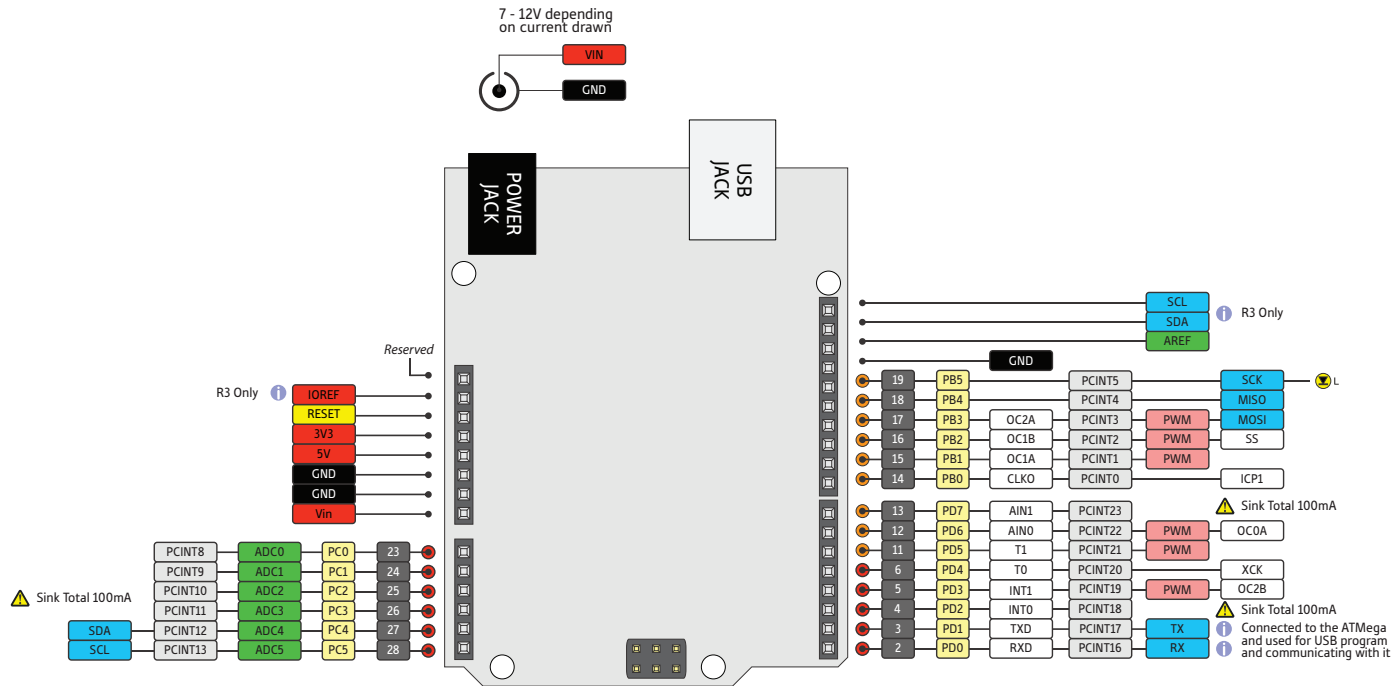 7 - 12V depending
on current drawn
VIN
GND
POWER
JACK
USB
JACK
SCL
SDA
R3 Only
AREF
GND
Reserved
R3 Only
IOREF
RESET
3V3
5V
GND
GND
Vin
19 PB5 PCINT5 SCK L
18 PB4 PCINT4 MISO
17 PB3 OC2A PCINT3 PWM MOSI
16 PB2 OC1B PCINT2 PWM SS
15 PB1 OC1A PCINT1 PWM
14 PB0 CLKO PCINT0 ICP1
Sink Total 100mA
13 PD7 AIN1 PCINT23
12 PD6 AIN0 PCINT22 PWM OC0A
11 PD5 T1 PCINT21 PWM
6 PD4 T0 PCINT20 XCK
5 PD3 INT1 PCINT19 PWM OC2B
4 PD2 INT0 PCINT18
Sink Total 100mA
3 PD1 TXD PCINT17 TX
2 PD0 RXD PCINT16 RX
Connected to the ATMega
and used for USB program
and communicating with it
PCINT8 ADC0 PC0 23
PCINT9 ADC1 PC1 24
PCINT10 ADC2 PC2 25
Sink Total 100mA
PCINT11 ADC3 PC3 26
SDA PCINT12 ADC4 PC4 27
SCL PCINT13 ADC5 PC5 28